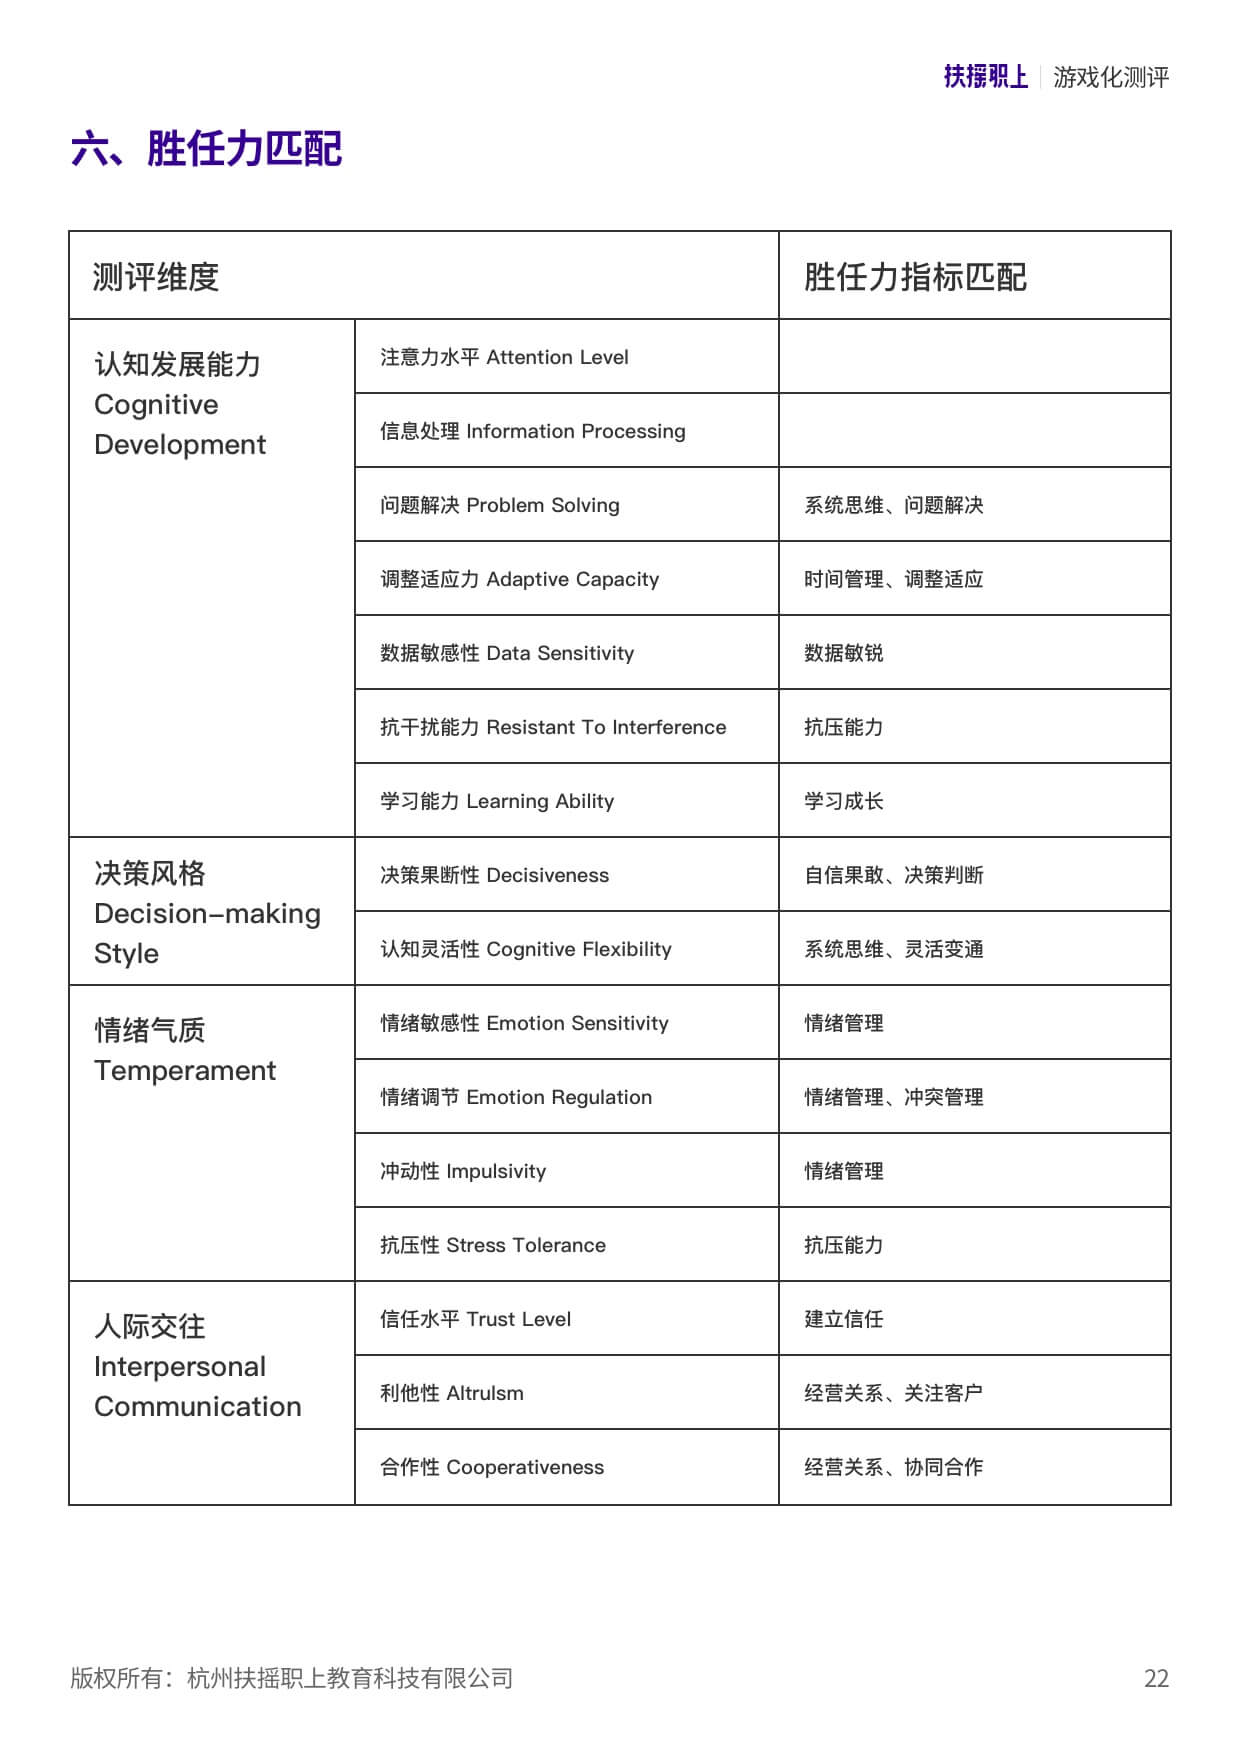 扶摇职上 游戏化测评
六、胜任力匹配
测评维度 胜任力指标匹配
认知发展能力
Cognitive
Development
注意力水平 Attention Level
信息处理 Information Processing
问题解决 Problem Solving 系统思维、问题解决
调整适应力 Adaptive Capacity 时间管理、调整适应
数据敏感性 Data Sensitivity 数据敏锐
抗干扰能力 Resistant To Interference 抗压能力
学习能力 Learning Ability 学习成长
决策风格
Decision-making
Style
决策果断性 Decisiveness 自信果敢、决策判断
认知灵活性 Cognitive Flexibility 系统思维、灵活变通
情绪气质
Temperament
情绪敏感性 Emotion Sensitivity 情绪管理
情绪调节 Emotion Regulation 情绪管理、冲突管理
冲动性 Impulsivity 情绪管理
抗压性 Stress Tolerance 抗压能力
人际交往
Interpersonal
Communication
信任水平 Trust Level 建立信任
利他性 Altrulsm 经营关系、关注客户
合作性 Cooperativeness 经营关系、协同合作
版权所有：杭州扶摇职上教育科技有限公司 22